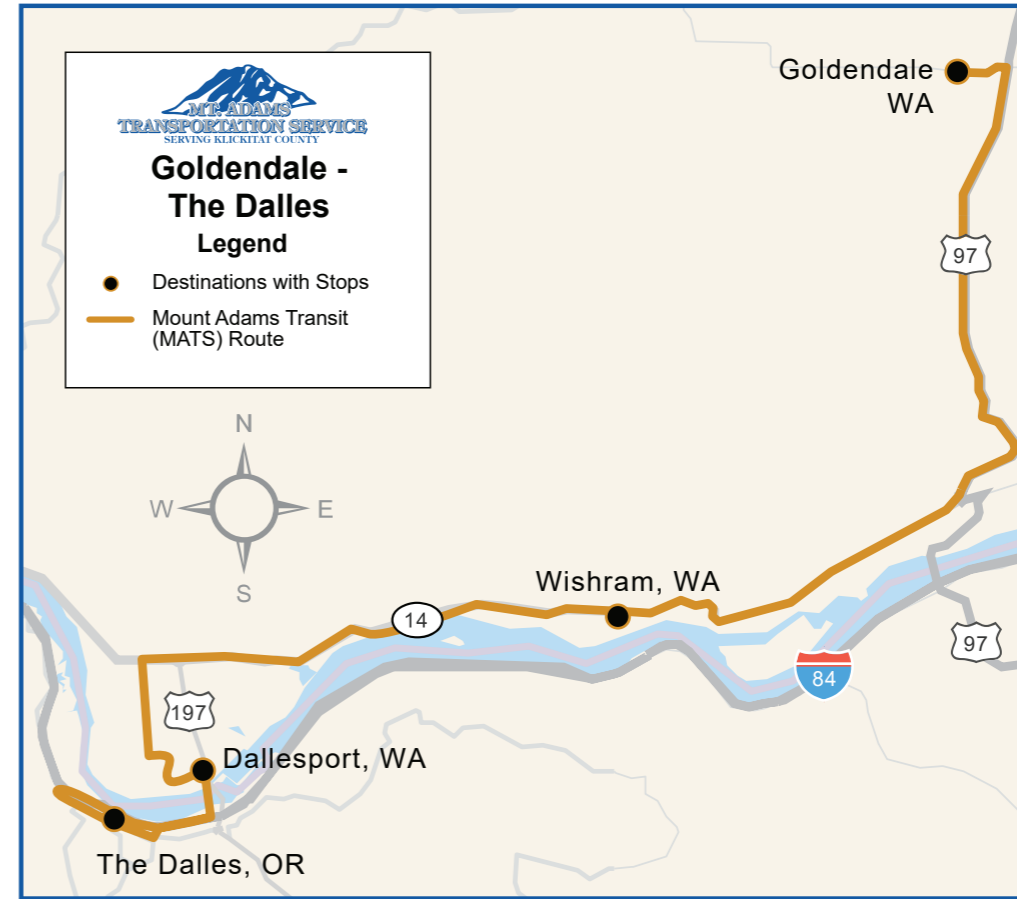 MT. ADAMS
TRANSPORTATION SERVICE
SERVING KLICKITAT COUNTY
Goldendale -
The Dalles
Legend
Destinations with Stops
Mount Adams Transit
(MATS) Route
Goldendale
WA
97
N
W
E
S
Wishram, WA
14
97
84
197
Dallesport, WA
The Dalles, OR